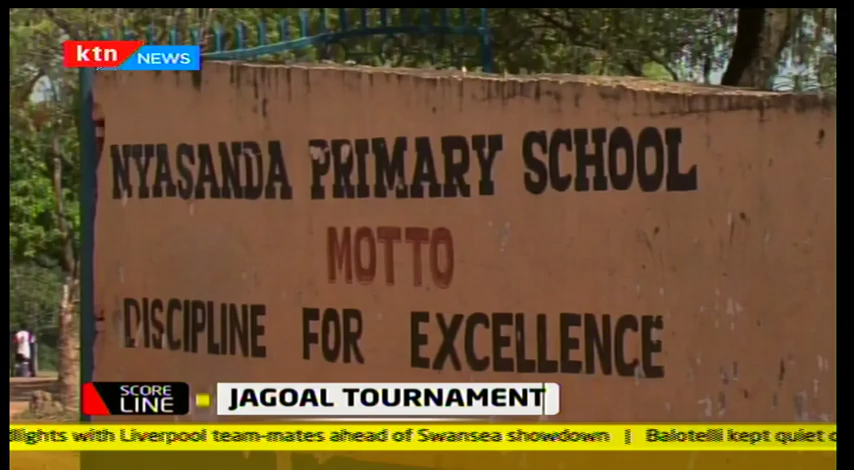 ktn NEWS
NYASANDA PRIMARY SCHOOL
MOTTO
DISCIPLINE FOR EXCELLENCE
SCORE LINE
JAGOAL TOURNAMENT
with Liverpool team-mates ahead of Swansea showdown | Balotelli kept quiet